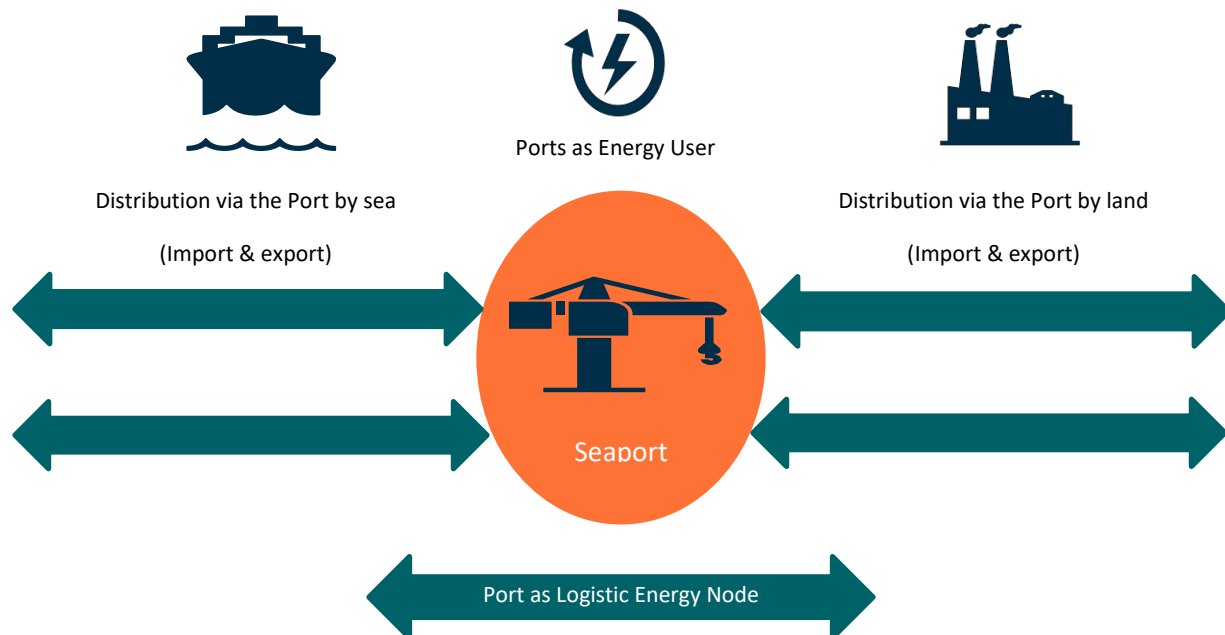 Ports as Energy User
Distribution via the Port by sea
(Import & export)
Distribution via the Port by land
(Import & export)
Seaport
Port as Logistic Energy Node